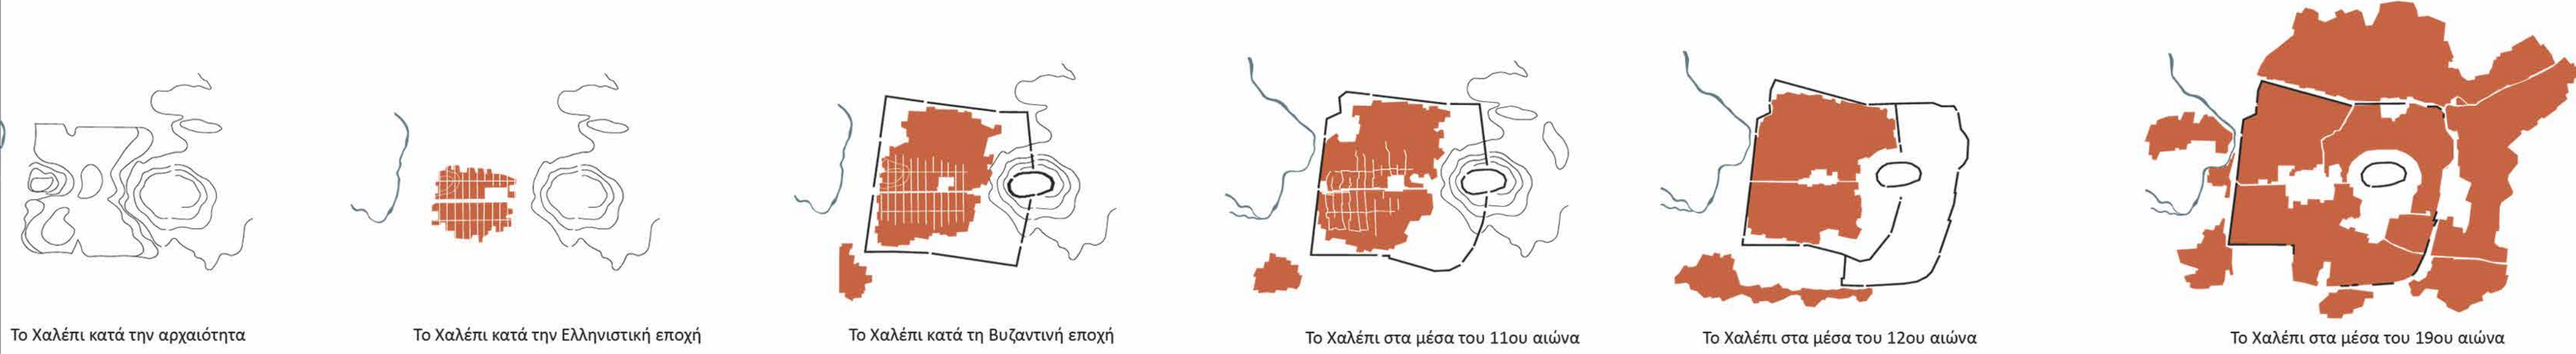 Το Χαλέπι κατά την αρχαιότητα
Το Χαλέπι κατά την Ελληνιστική εποχή
Το Χαλέπι κατά τη Βυζαντινή εποχή
Το Χαλέπι στα μέσα του 11ου αιώνα
Το Χαλέπι στα μέσα του 12ου αιώνα
Το Χαλέπι στα μέσα του 19ου αιώνα